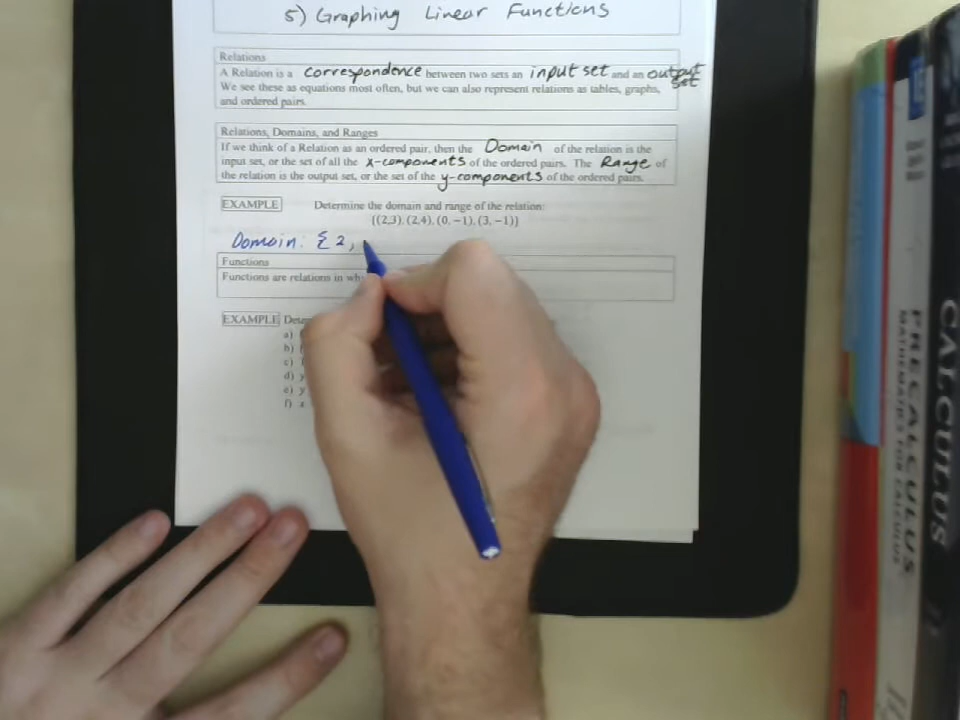 5) Graphing Linear Functions
Relations
A Relation is a correspondence between two sets an input set and an output set
We see these as equations most often, but we can also represent relations as tables, graphs,
and ordered pairs.
Relations, Domains, and Ranges
If we think of a Relation as an ordered pair, then the Domain of the relation is the
input set, or the set of all the x-components of the ordered pairs. The Range of
the relation is the output set, or the set of the y-components of the ordered pairs.
EXAMPLE Determine the domain and range of the relation:
{(2,3), (2,4), (0, −1), (3, −1)}
Domain: { 2,
Functions
Functions are relations in
EXAMPLE
a)
b)
c)
d) y
e) y
f)
PRECALCULUS
MATHEMATICS FOR CALCULUS
CALCULUS